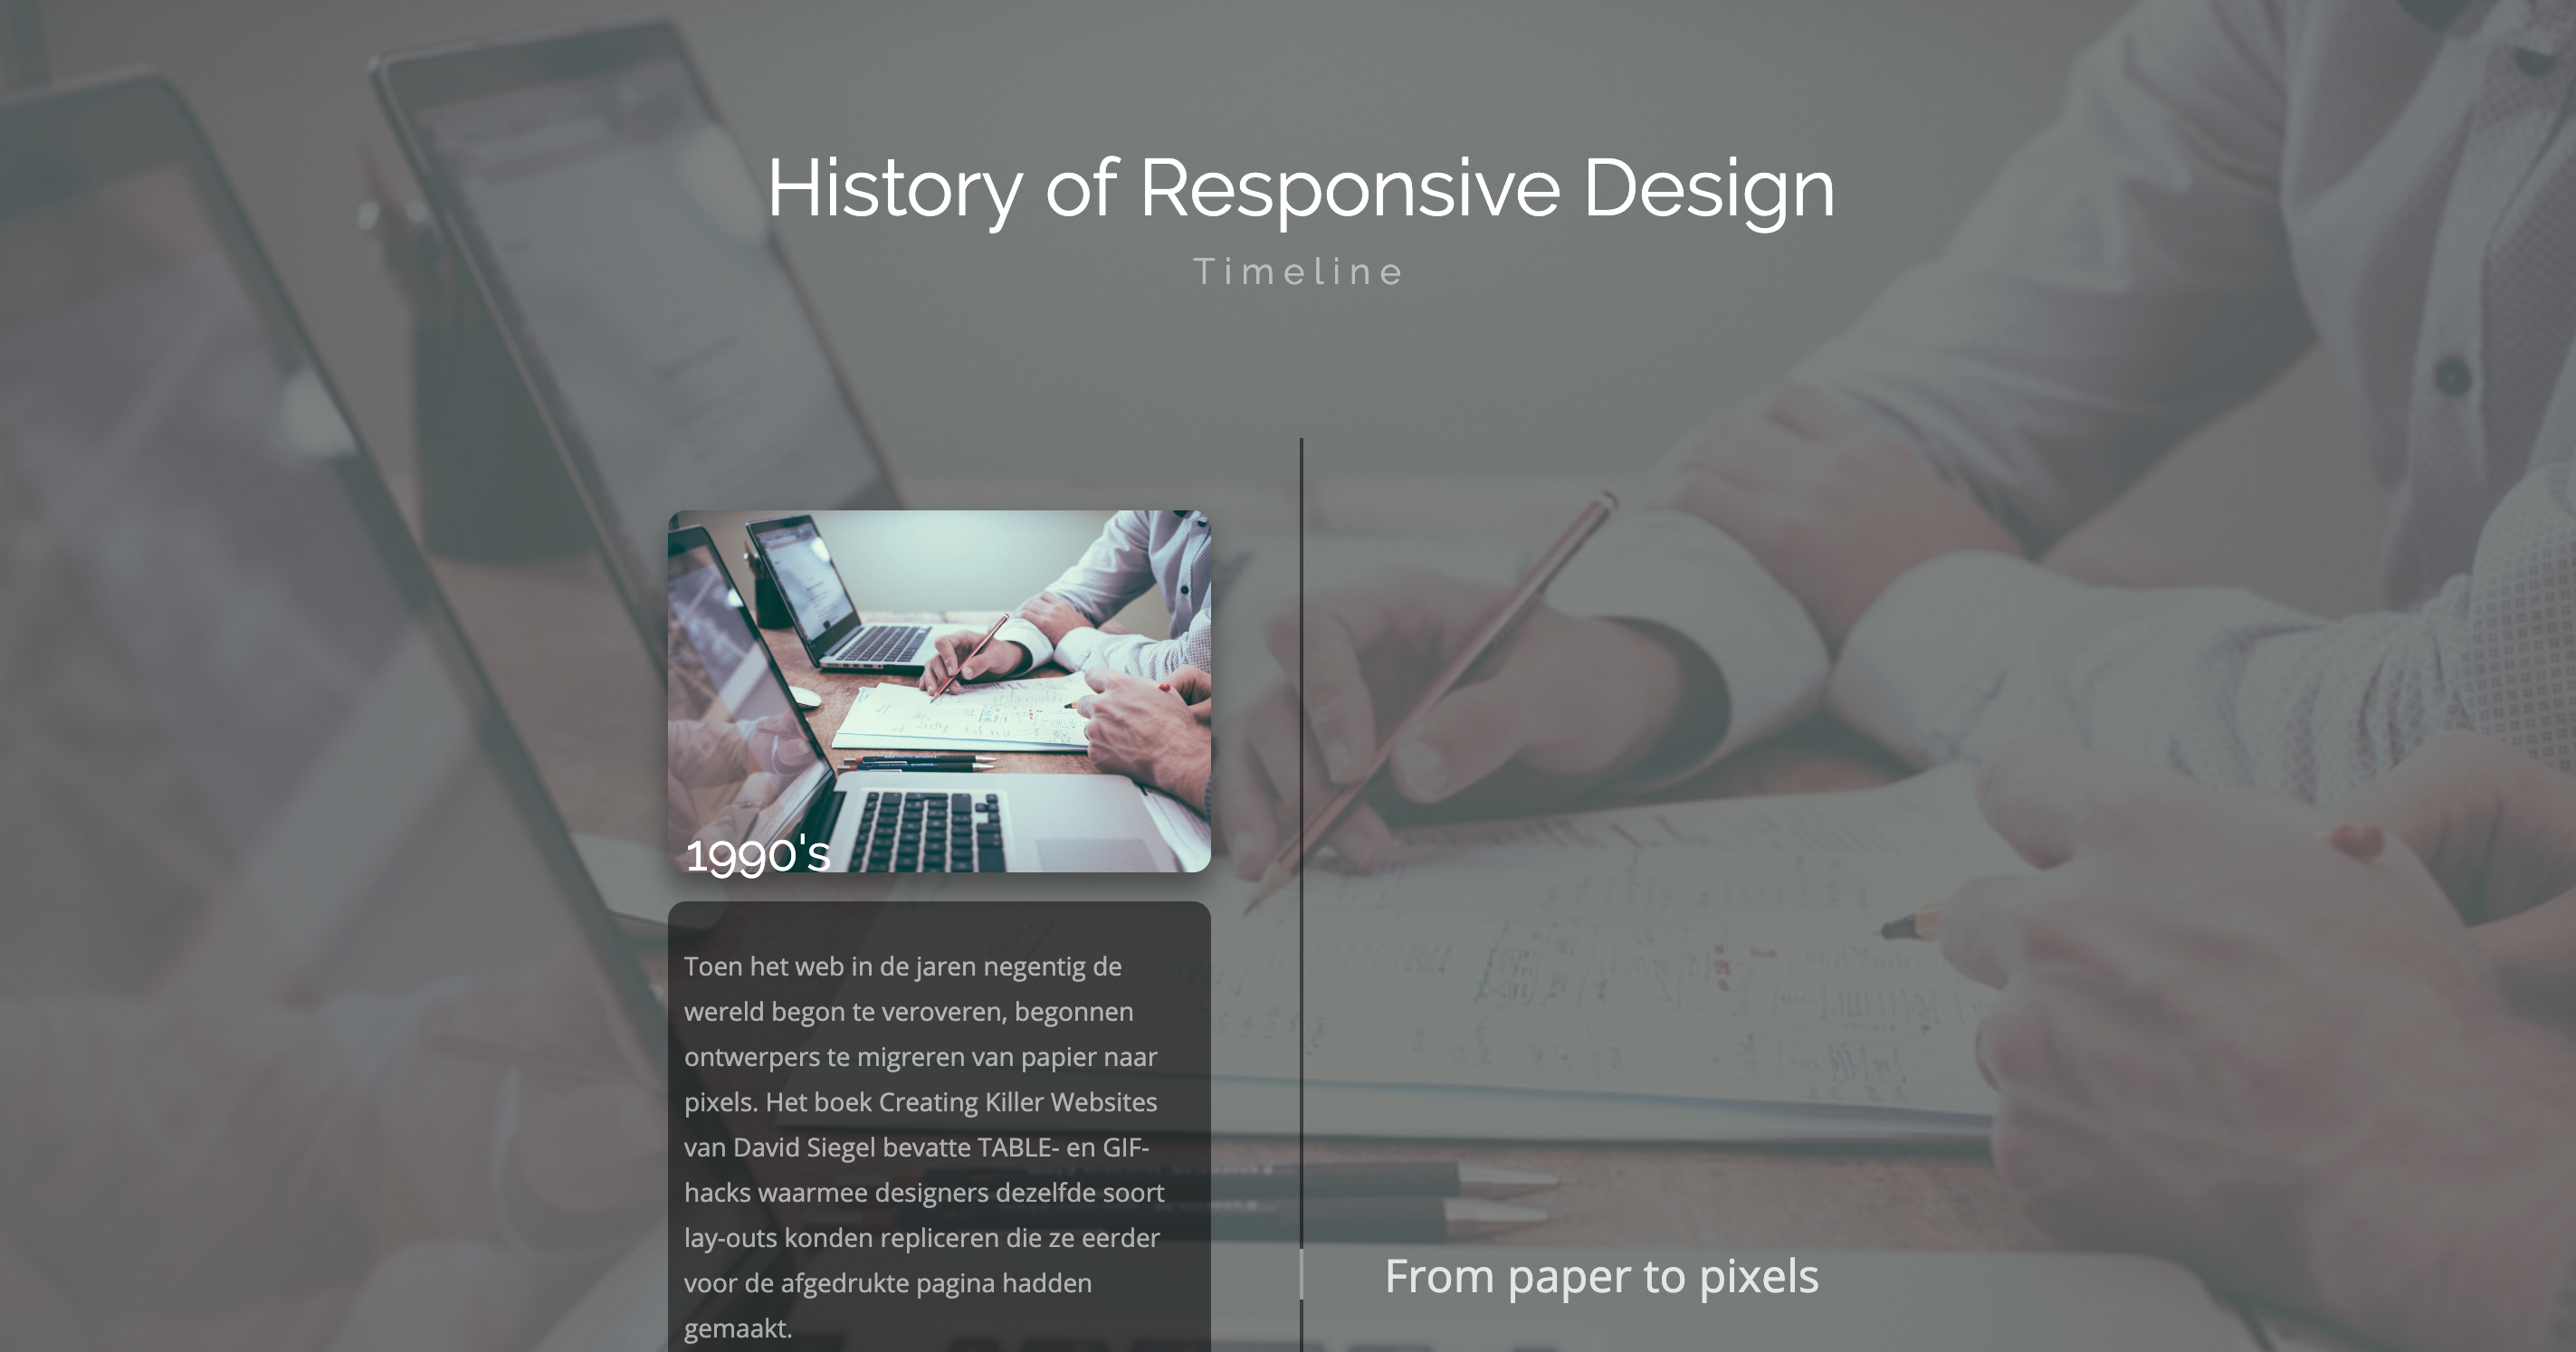 History of Responsive Design
Timeline
1990's
Toen het web in de jaren negentig de
wereld begon te veroveren, begonnen
ontwerpers te migreren van papier naar
pixels. Het boek Creating Killer Websites
van David Siegel bevatte TABLE- en GIF-
hacks waarmee designers dezelfde soort
lay-outs konden repliceren die ze eerder
voor de afgedrukte pagina hadden
gemaakt.
From paper to pixels